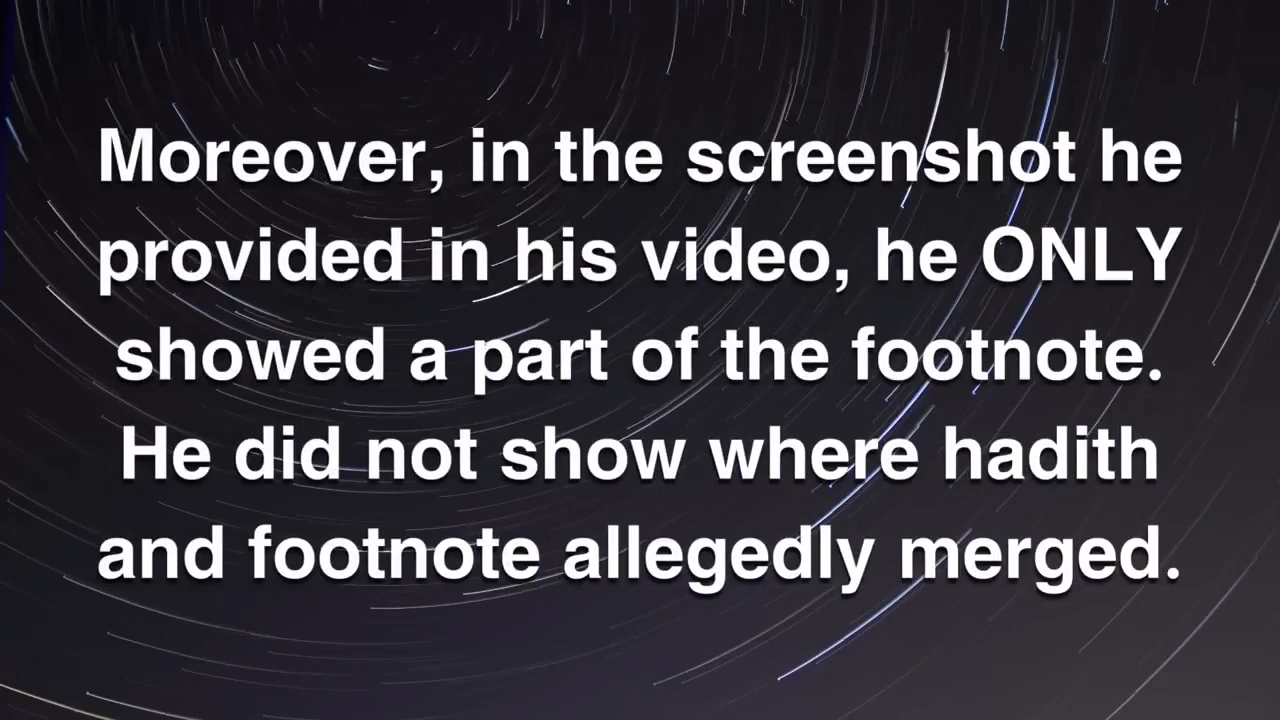 Moreover, in the screenshot he
provided in his video, he ONLY
showed a part of the footnote.
He did not show where hadith
and footnote allegedly merged.